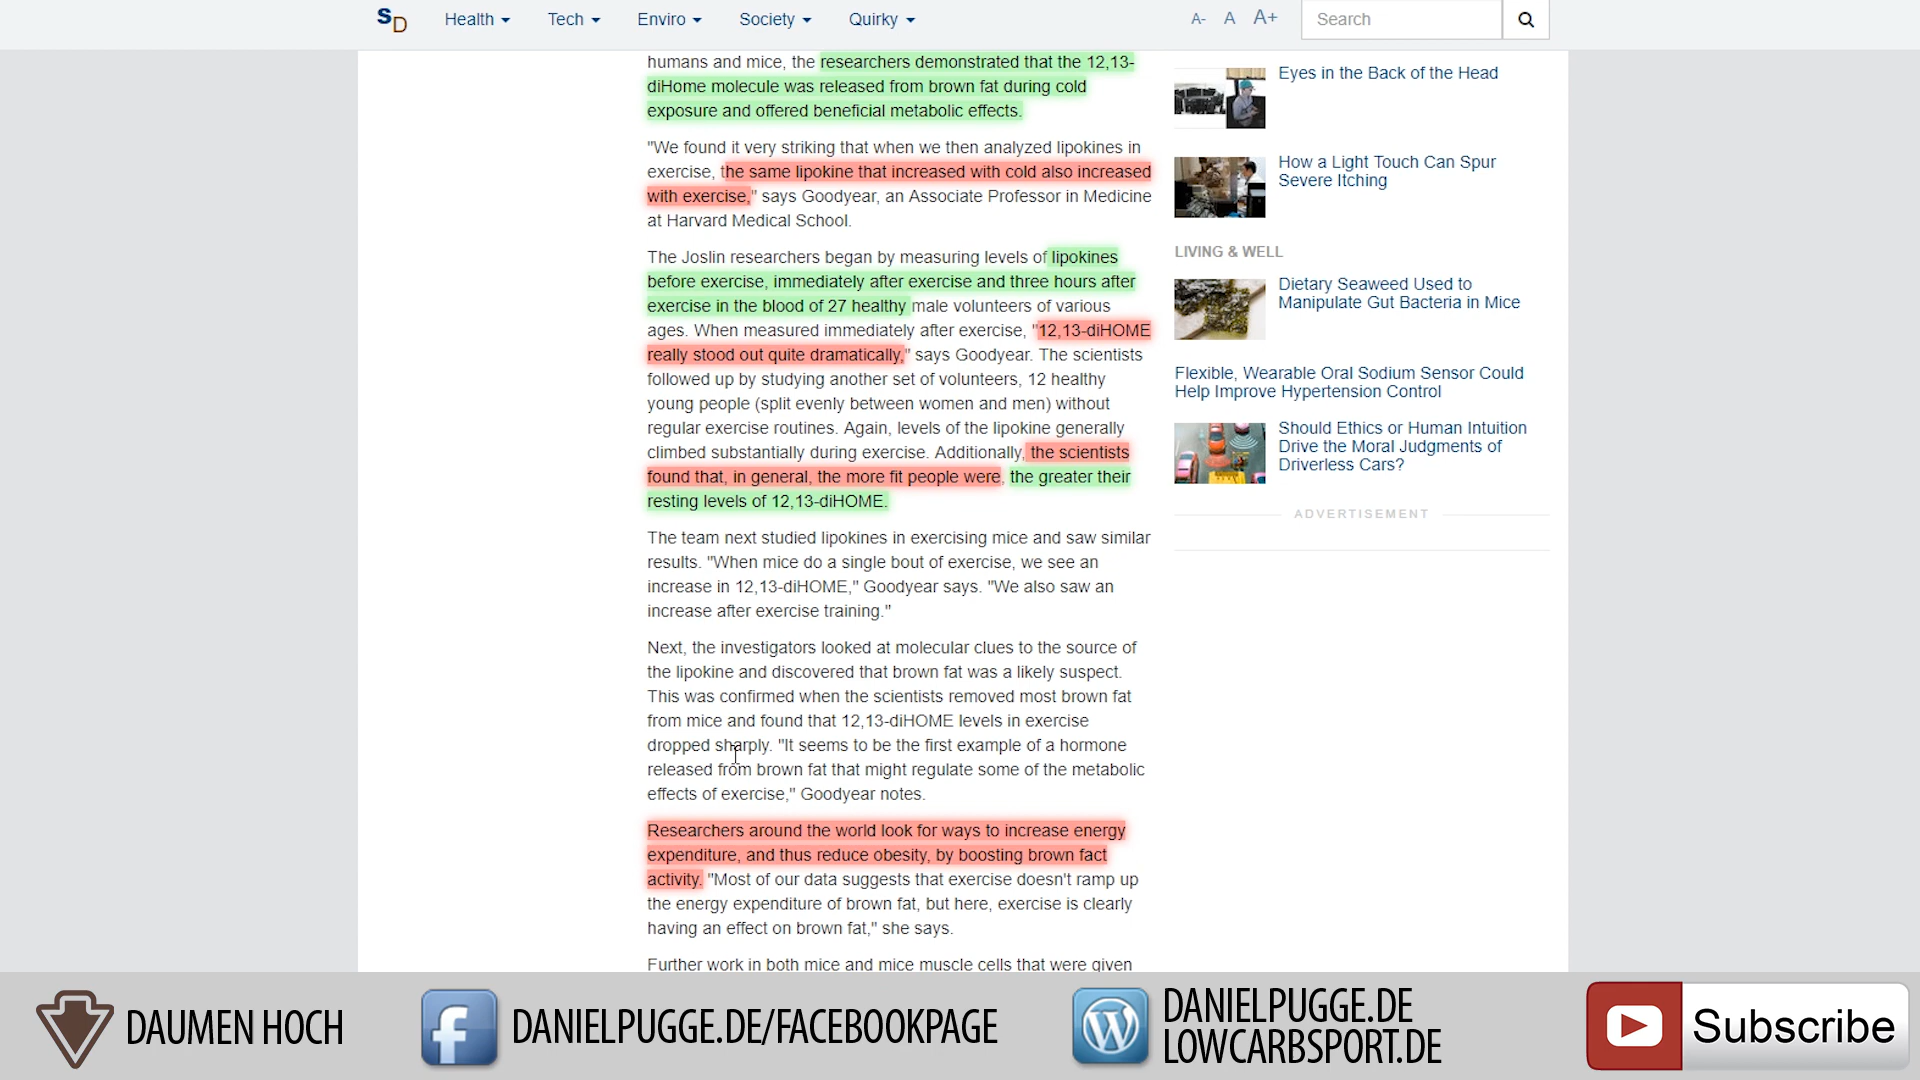 SD
Health
Tech
Enviro
Society
Quirky
A-
A
A+
Search
humans and mice, the researchers demonstrated that the 12,13-
diHome molecule was released from brown fat during cold
exposure and offered beneficial metabolic effects.
"We found it very striking that when we then analyzed lipokines in
exercise, the same lipokine that increased with cold also increased
with exercise," says Goodyear, an Associate Professor in Medicine
at Harvard Medical School.
The Joslin researchers began by measuring levels of lipokines
before exercise, immediately after exercise and three hours after
exercise in the blood of 27 healthy male volunteers of various
ages. When measured immediately after exercise, "12,13-diHOME
really stood out quite dramatically," says Goodyear. The scientists
followed up by studying another set of volunteers, 12 healthy
young people (split evenly between women and men) without
regular exercise routines. Again, levels of the lipokine generally
climbed substantially during exercise. Additionally, the scientists
found that, in general, the more fit people were, the greater their
resting levels of 12,13-diHOME.
The team next studied lipokines in exercising mice and saw similar
results. "When mice do a single bout of exercise, we see an
increase in 12,13-diHOME," Goodyear says. "We also saw an
increase after exercise training."
Next, the investigators looked at molecular clues to the source of
the lipokine and discovered that brown fat was a likely suspect.
This was confirmed when the scientists removed most brown fat
from mice and found that 12,13-diHOME levels in exercise
dropped sharply. "It seems to be the first example of a hormone
released from brown fat that might regulate some of the metabolic
effects of exercise," Goodyear notes.
Researchers around the world look for ways to increase energy
expenditure, and thus reduce obesity, by boosting brown fact
activity. "Most of our data suggests that exercise doesn't ramp up
the energy expenditure of brown fat, but here, exercise is clearly
having an effect on brown fat," she says.
Further work in both mice and mice muscle cells that were given
Eyes in the Back of the Head
How a Light Touch Can Spur
Severe Itching
LIVING & WELL
Dietary Seaweed Used to
Manipulate Gut Bacteria in Mice
Flexible, Wearable Oral Sodium Sensor Could
Help Improve Hypertension Control
Should Ethics or Human Intuition
Drive the Moral Judgments of
Driverless Cars?
ADVERTISEMENT
DAUMEN HOCH
DANIELPUGGE.DE/FACEBOOKPAGE
DANIELPUGGE.DE
LOWCARBSPORT.DE
Subscribe